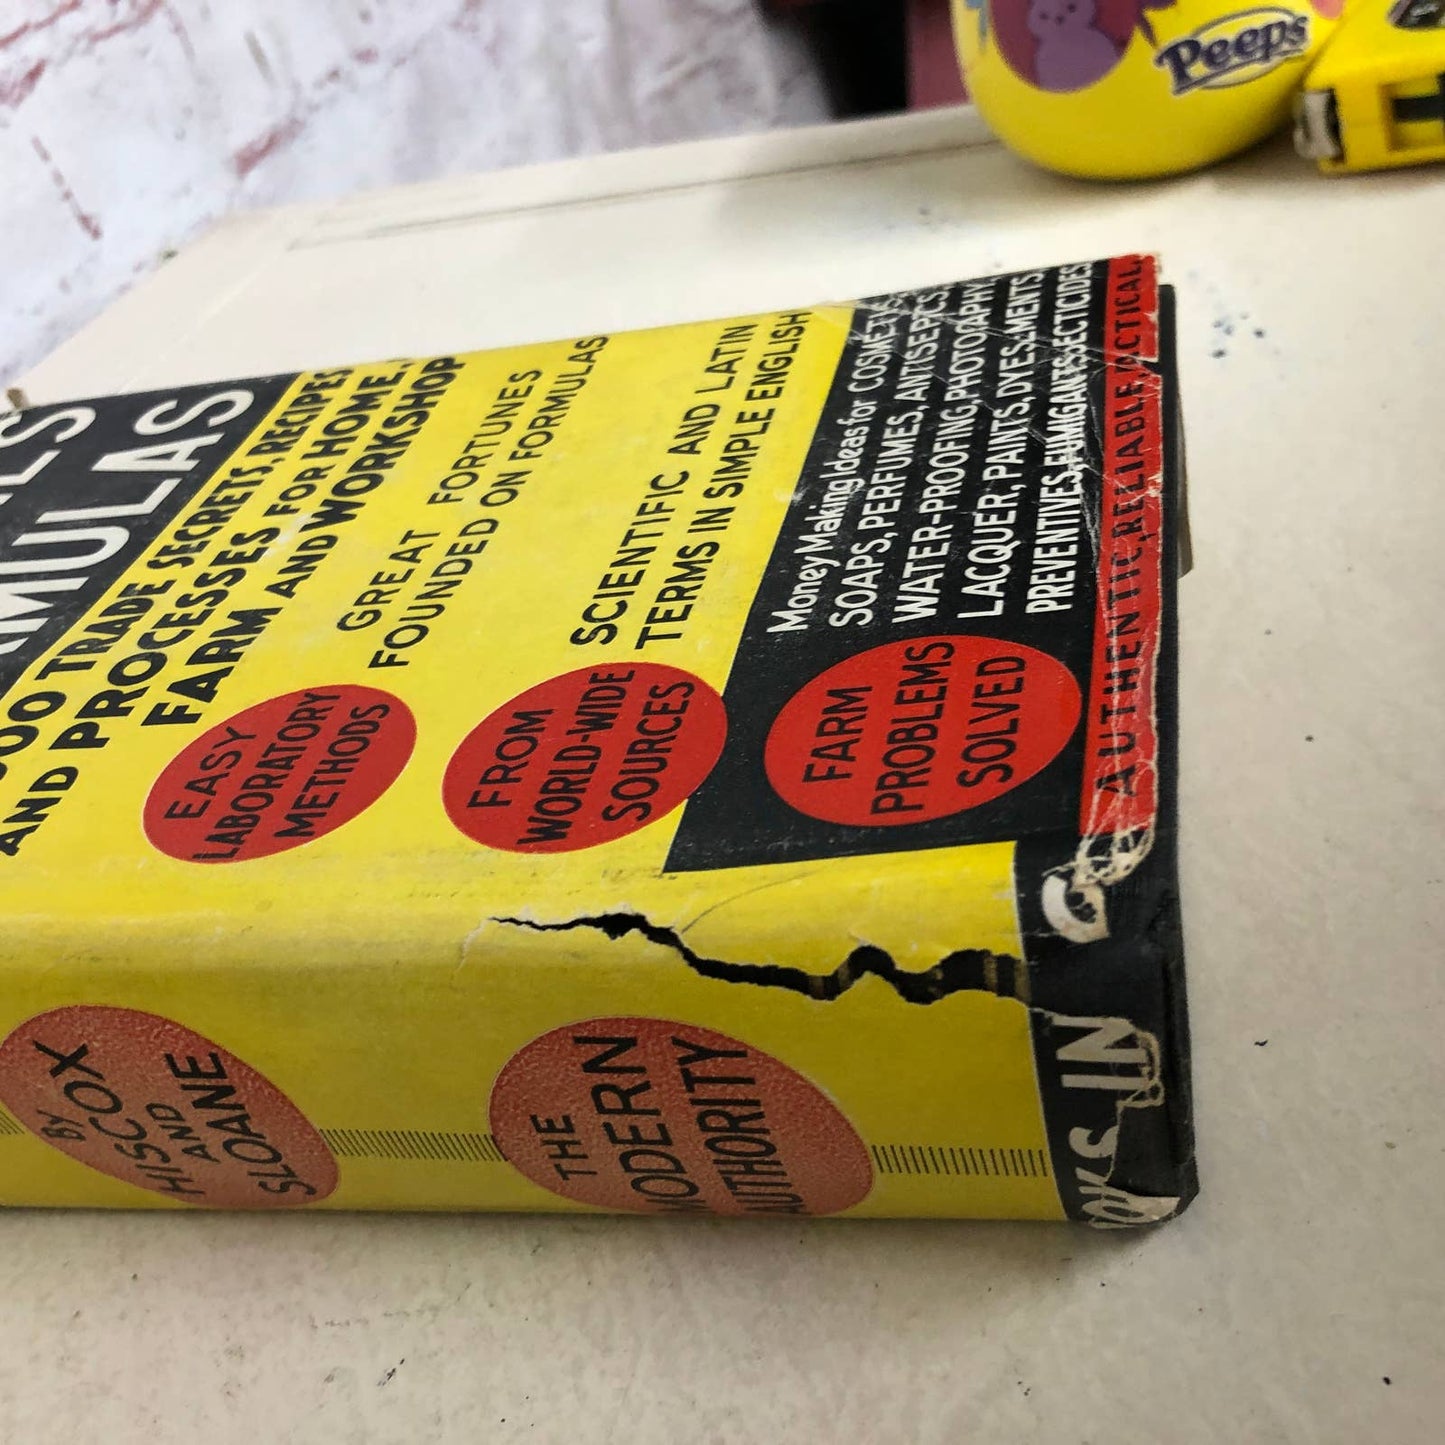 Peeps
MULAS
TRADE SECRETS, RECIPES
AND PROCESSES FOR HOME,
FARM AND WORKSHOP
GREAT FORTUNES
FOUNDED ON FORMULAS
EASY
LABORATORY
METHODS
SCIENTIFIC AND LATIN
TERMS IN SIMPLE ENGLISH
FROM
WORLD-WIDE
SOURCES
Money Making Ideas for
SOAPS, PERFUMES, ANTISEPTICS,
WATER-PROOFING, PHOTOGRAPHY,
LACQUER, PAINTS, DYES, CEMENTS,
PREVENTIVES, FUMIGANTS, INSECTICIDES
FARM
PROBLEMS
SOLVED
AUTHENTIC, RELIABLE,
BY
HISCOX
AND
SLOANE
THE
MODERN
AUTHORITY
IN